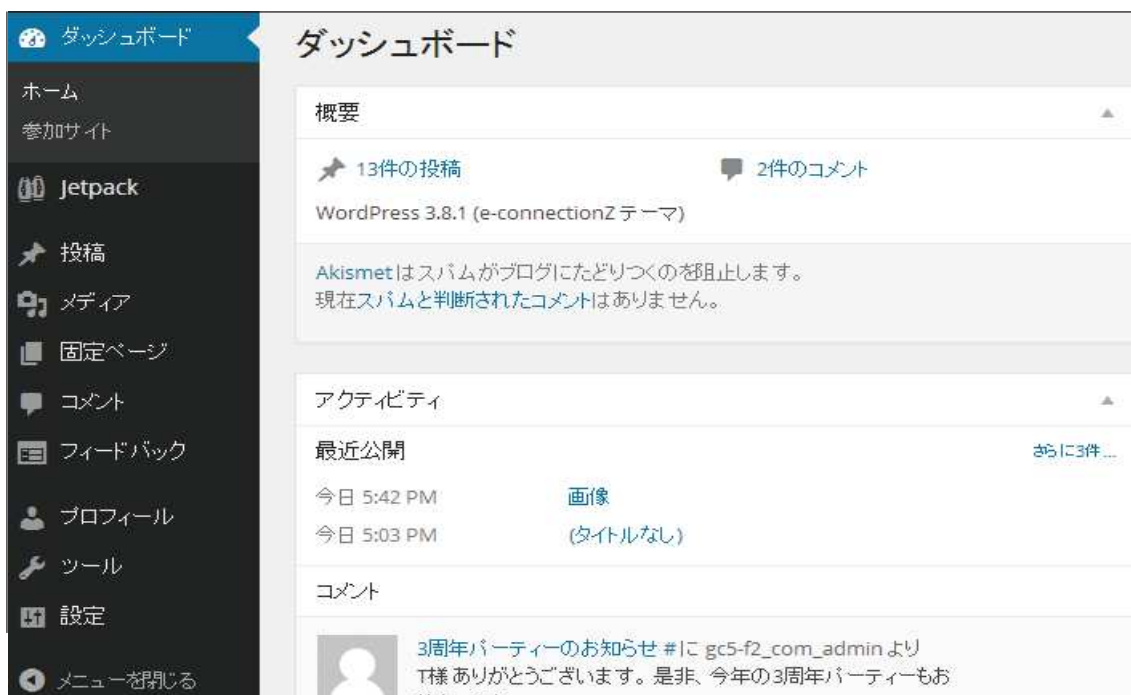 ダッシュボード
ホーム
参加サイト
Jetpack
投稿
メディア
固定ページ
コメント
フィードバック
プロフィール
ツール
設定
メニューを閉じる
ダッシュボード
概要
13件の投稿
2件のコメント
WordPress 3.8.1 (e-connectionZ テーマ)
Akismetはスパムがブログにたどりつくのを阻止します。
現在スパムと判断されたコメントはありません。
アクティビティ
最近公開
さらに3件...
今日 5:42 PM 画像
今日 5:03 PM (タイトルなし)
コメント
3周年パーティーのお知らせ #に gc5-f2_com_admin より
T様 ありがとうございます。是非、今年の3周年パーティーもお